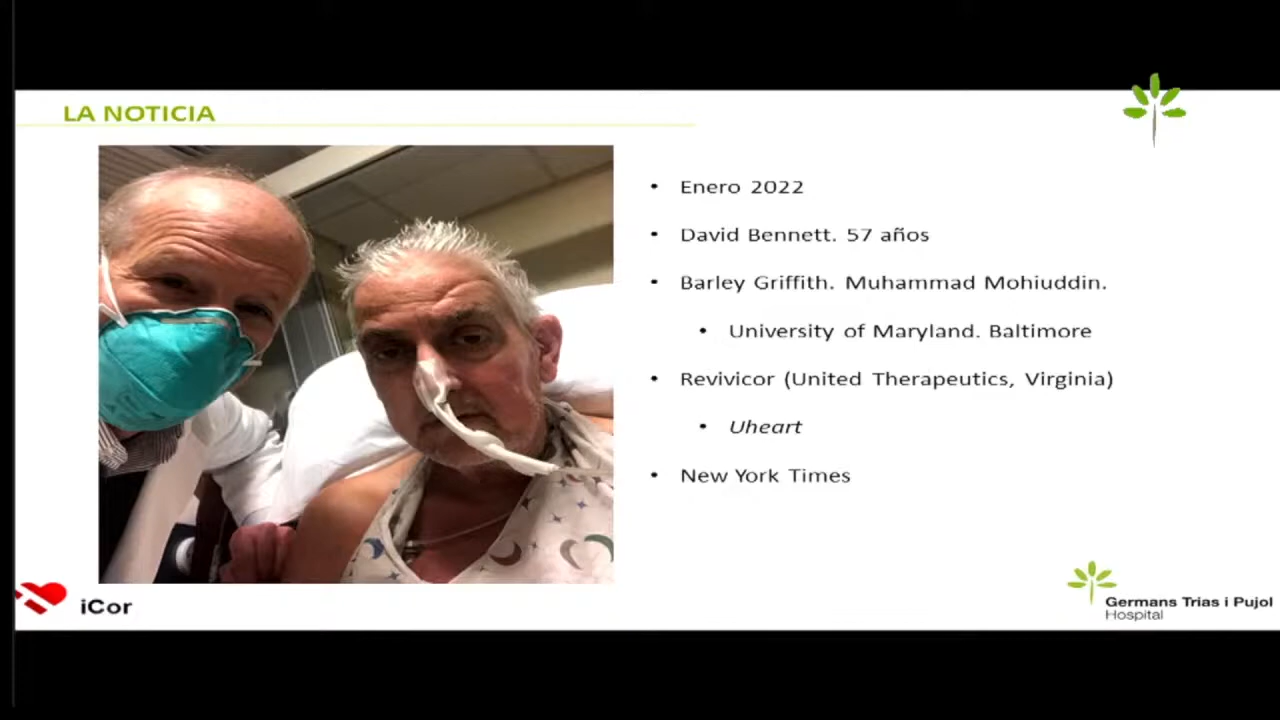 LA NOTICIA
• Enero 2022
• David Bennett. 57 años
• Barley Griffith. Muhammad Mohiuddin.
• University of Maryland. Baltimore
• Revivicor (United Therapeutics, Virginia)
• Uheart
• New York Times
iCor
Germans Trias i Pujol
Hospital